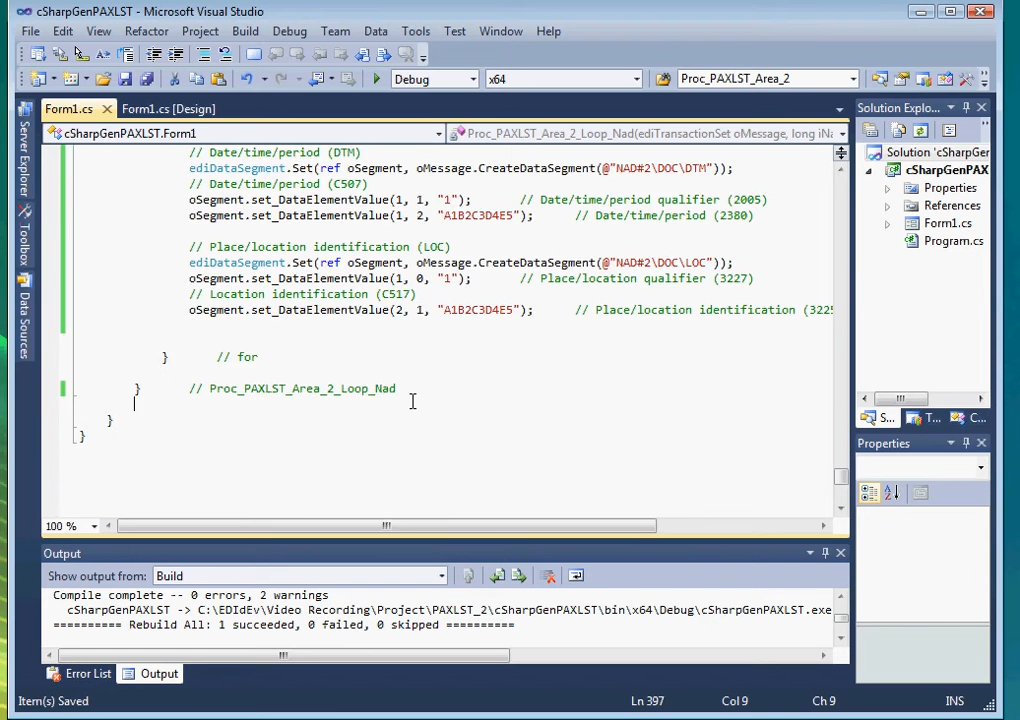 cSharpGenPAXLST - Microsoft Visual Studio
File Edit View Refactor Project Build Debug Team Data Tools Test Window Help
Debug x64 Proc_PAXLST_Area_2
Form1.cs Form1.cs [Design]
cSharpGenPAXLST.Form1 Proc_PAXLST_Area_2_Loop_Nad(ediTransactionSet oMessage, long iNa
// Date/time/period (DTM)
ediDataSegment.Set(ref oSegment, oMessage.CreateDataSegment(@"NAD#2\DOC\DTM"));
// Date/time/period (C507)
oSegment.set_DataElementValue(1, 1, "1"); // Date/time/period qualifier (2005)
oSegment.set_DataElementValue(1, 2, "A1B2C3D4E5"); // Date/time/period (2380)
// Place/location identification (LOC)
ediDataSegment.Set(ref oSegment, oMessage.CreateDataSegment(@"NAD#2\DOC\LOC"));
oSegment.set_DataElementValue(1, 0, "1"); // Place/location qualifier (3227)
// Location identification (C517)
oSegment.set_DataElementValue(2, 1, "A1B2C3D4E5"); // Place/location identification (3225
} // for
} // Proc_PAXLST_Area_2_Loop_Nad
}
}
100 %
Server Explorer
Toolbox
Data Sources
Solution Explo...
Solution 'cSharpGer
cSharpGenPAX
Properties
References
Form1.cs
Program.cs
S... T... C...
Properties
Output
Show output from: Build
Compile complete -- 0 errors, 2 warnings
cSharpGenPAXLST -> C:\EDIdEv\Video Recording\Project\PAXLST_2\cSharpGenPAXLST\bin\x64\Debug\cSharpGenPAXLST.exe
========== Rebuild All: 1 succeeded, 0 failed, 0 skipped ==========
Error List Output
Item(s) Saved Ln 397 Col 9 Ch 9 INS